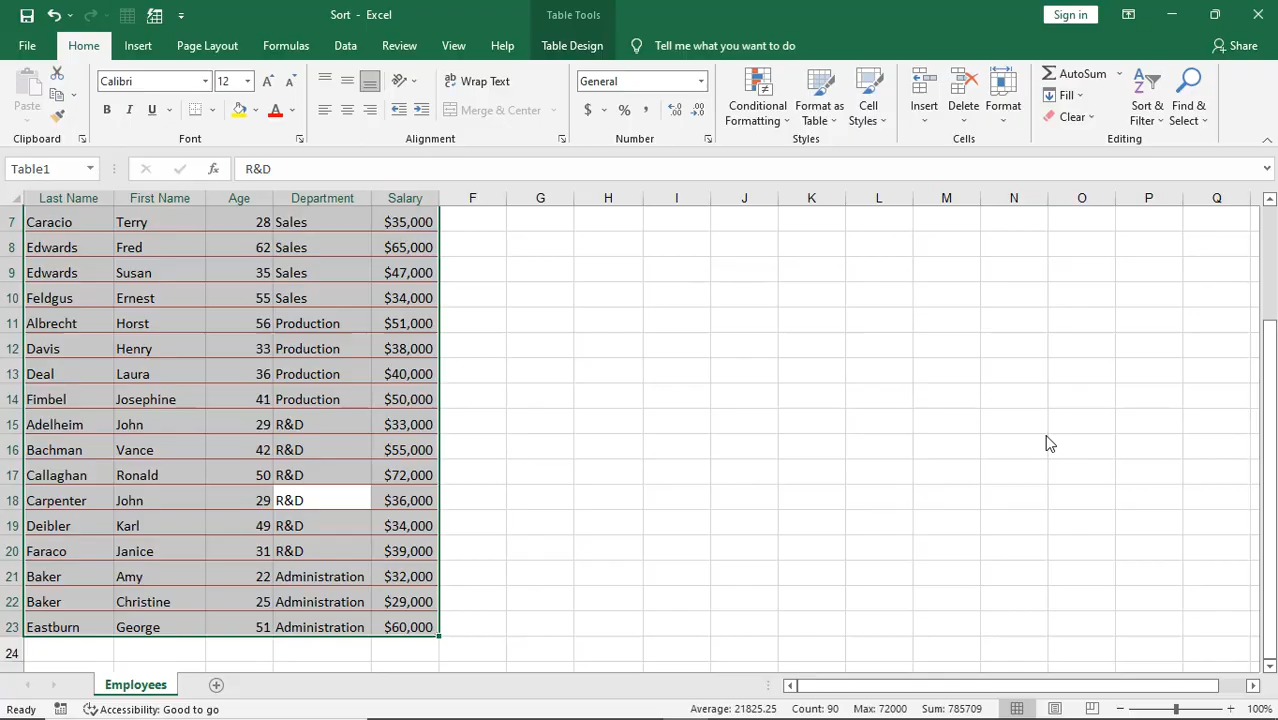 Sort - Excel
Table Tools
Sign in
File
Home
Insert
Page Layout
Formulas
Data
Review
View
Help
Table Design
Tell me what you want to do
Share
Paste
Clipboard
Calibri
12
B I U
Font
Wrap Text
Merge & Center
Alignment
General
$ % ,
Number
Conditional Formatting
Format as Table
Cell Styles
Styles
Insert
Delete
Format
Cells
AutoSum
Fill
Clear
Sort & Filter
Find & Select
Editing
Table1
fx
R&D
Last Name First Name Age Department Salary F G H I J K L M N O P Q
7 Caracio Terry 28 Sales $35,000
8 Edwards Fred 62 Sales $65,000
9 Edwards Susan 35 Sales $47,000
10 Feldgus Ernest 55 Sales $34,000
11 Albrecht Horst 56 Production $51,000
12 Davis Henry 33 Production $38,000
13 Deal Laura 36 Production $40,000
14 Fimbel Josephine 41 Production $50,000
15 Adelheim John 29 R&D $33,000
16 Bachman Vance 42 R&D $55,000
17 Callaghan Ronald 50 R&D $72,000
18 Carpenter John 29 R&D $36,000
19 Deibler Karl 49 R&D $34,000
20 Faraco Janice 31 R&D $39,000
21 Baker Amy 22 Administration $32,000
22 Baker Christine 25 Administration $29,000
23 Eastburn George 51 Administration $60,000
24
Employees
Ready
Accessibility: Good to go
Average: 21825.25 Count: 90 Max: 72000 Sum: 785709
100%